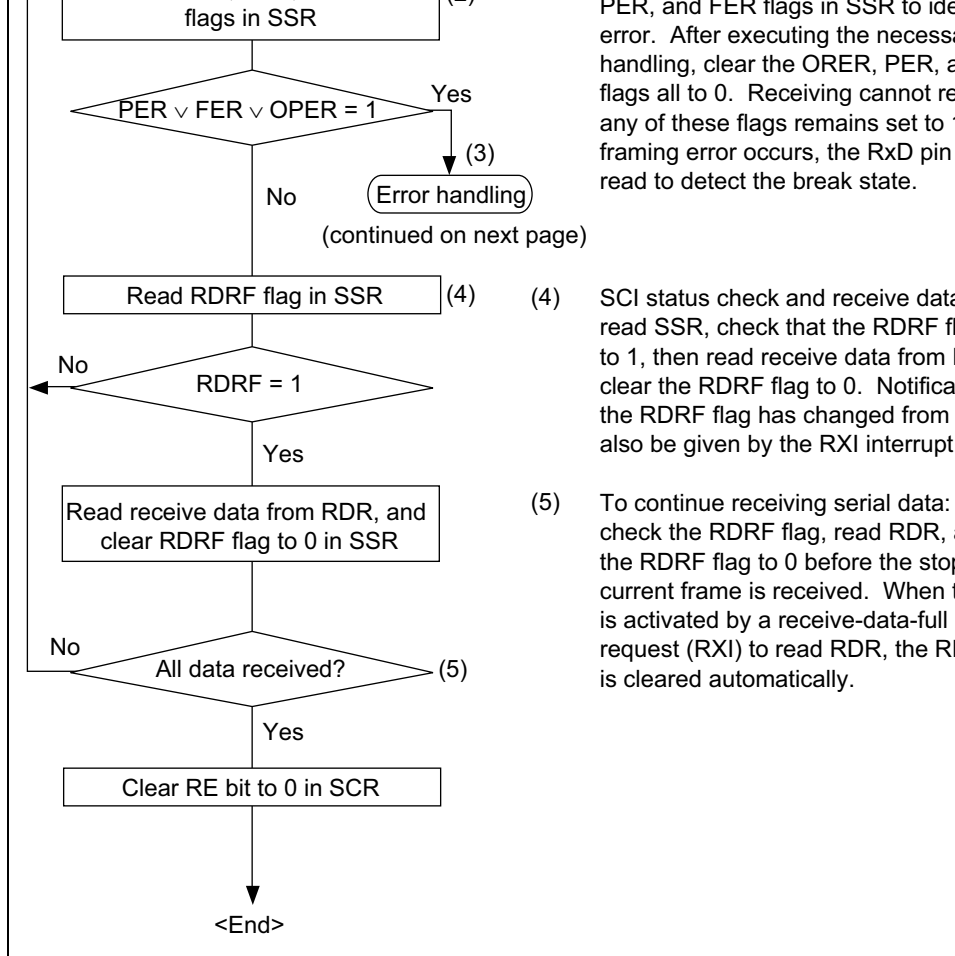 flags in SSR
PER ∨ FER ∨ OPER = 1
Yes
(3)
No
Error handling
(continued on next page)
Read RDRF flag in SSR
(4)
No
RDRF = 1
Yes
Read receive data from RDR, and
clear RDRF flag to 0 in SSR
No
All data received?
(5)
Yes
Clear RE bit to 0 in SCR
<End>
PER, and FER flags in SSR to
error. After executing the
handling, clear the ORER, PER,
flags all to 0. Receiving cannot
any of these flags remains set to
framing error occurs, the RxD pin
read to detect the break state.
(4) SCI status check and receive data
read SSR, check that the RDRF
to 1, then read receive data from
clear the RDRF flag to 0.
the RDRF flag has changed from
also be given by the RXI interrupt
(5) To continue receiving serial data:
check the RDRF flag, read RDR,
the RDRF flag to 0 before the
current frame is received. When
is activated by a receive-data-full
request (RXI) to read RDR, the
is cleared automatically.